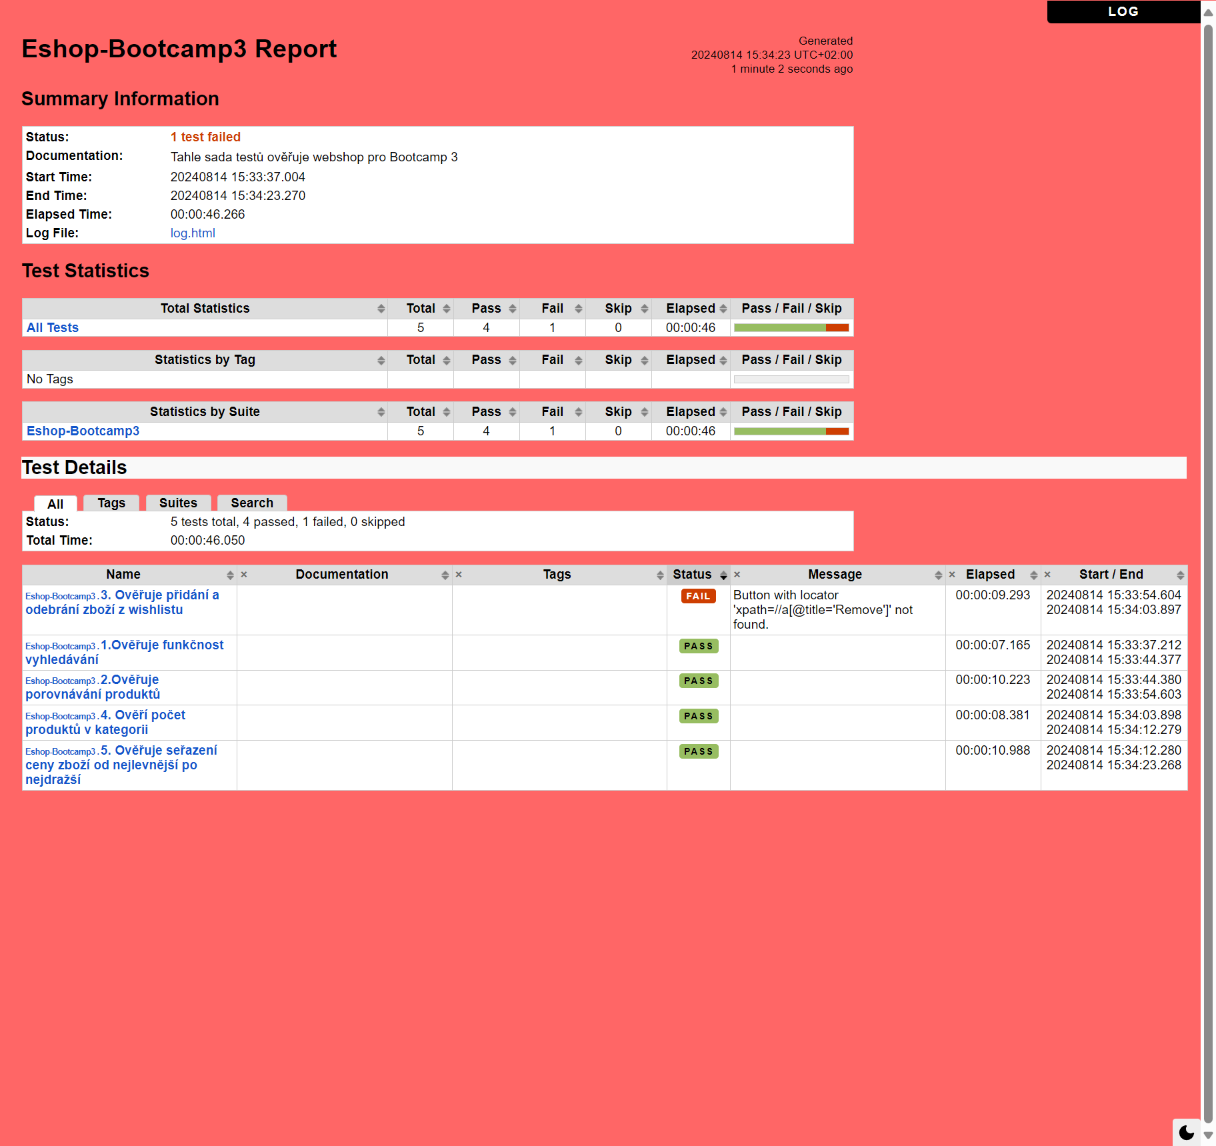 LOG
Eshop-Bootcamp3 Report
Generated
20240814 15:34:23 UTC+02:00
1 minute 2 seconds ago
Summary Information
Status: 1 test failed
Documentation: Tahle sada testů ověřuje webshop pro Bootcamp 3
Start Time: 20240814 15:33:37.004
End Time: 20240814 15:34:23.270
Elapsed Time: 00:00:46.266
Log File: log.html
Test Statistics
Total Statistics Total Pass Fail Skip Elapsed Pass / Fail / Skip
All Tests 5 4 1 0 00:00:46
Statistics by Tag Total Pass Fail Skip Elapsed Pass / Fail / Skip
No Tags
Statistics by Suite Total Pass Fail Skip Elapsed Pass / Fail / Skip
Eshop-Bootcamp3 5 4 1 0 00:00:46
Test Details
All Tags Suites Search
Status: 5 tests total, 4 passed, 1 failed, 0 skipped
Total Time: 00:00:46.050
Name × Documentation × Tags Status × Message × Elapsed × Start / End
Eshop-Bootcamp3 . 3. Ověřuje přidání a FAIL Button with locator 00:00:09.293 20240814 15:33:54.604
odebrání zboží z wishlistu 'xpath=//a[@title='Remove']' not 20240814 15:34:03.897
found.
Eshop-Bootcamp3 . 1.Ověřuje funkčnost PASS 00:00:07.165 20240814 15:33:37.212
vyhledávání 20240814 15:33:44.377
Eshop-Bootcamp3 . 2.Ověřuje PASS 00:00:10.223 20240814 15:33:44.380
porovnávání produktů 20240814 15:33:54.603
Eshop-Bootcamp3 . 4. Ověří počet PASS 00:00:08.381 20240814 15:34:03.898
produktů v kategorii 20240814 15:34:12.279
Eshop-Bootcamp3 . 5. Ověřuje seřazení PASS 00:00:10.988 20240814 15:34:12.280
ceny zboží od nejlevnější po 20240814 15:34:23.268
nejdražší